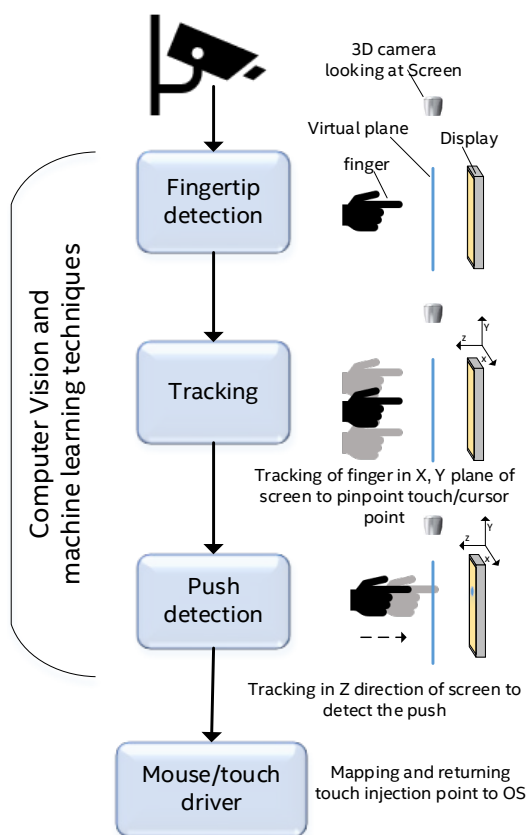 3D camera
looking at Screen
Virtual plane
Display
finger
Fingertip
detection
Computer Vision and
machine learning techniques
Y
z
x
Tracking
Tracking of finger in X, Y plane of
screen to pinpoint touch/cursor
point
Y
z
x
Push
detection
Tracking in Z direction of screen to
detect the push
Mouse/touch
driver
Mapping and returning
touch injection point to OS